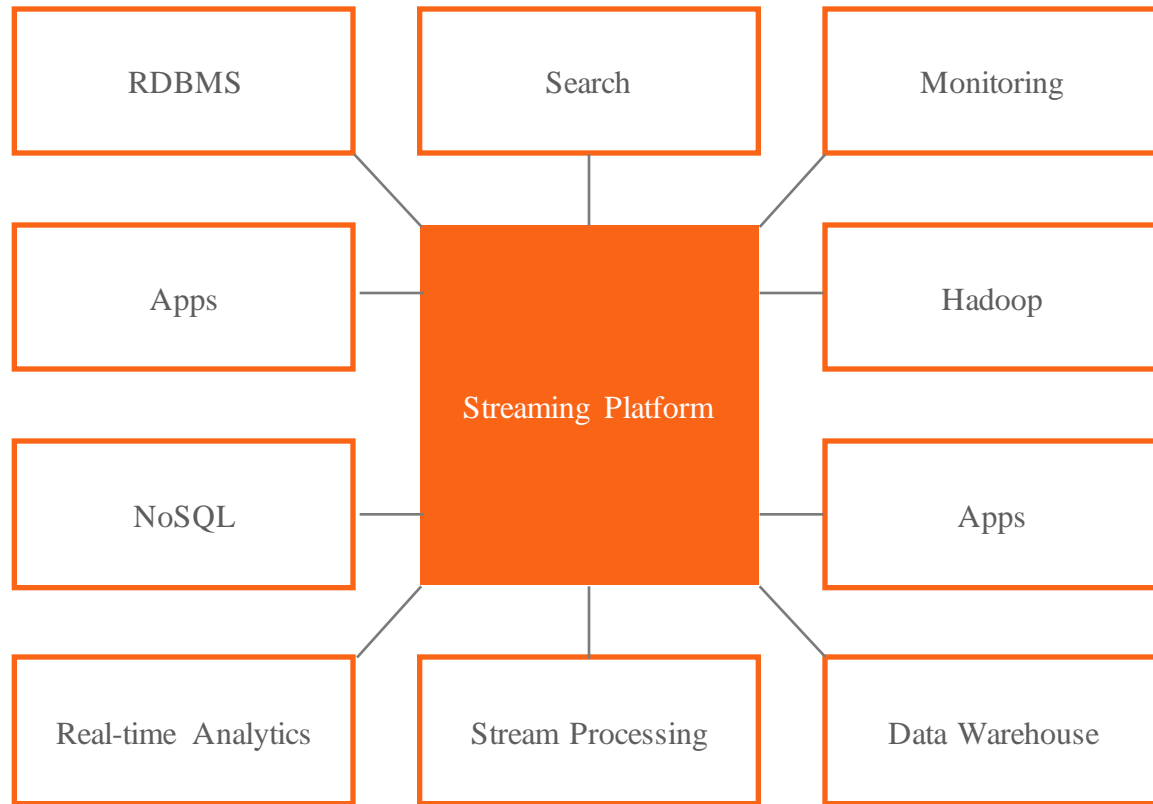 RDBMS
Search
Monitoring
Apps
Hadoop
Streaming Platform
NoSQL
Apps
Real-time Analytics
Stream Processing
Data Warehouse